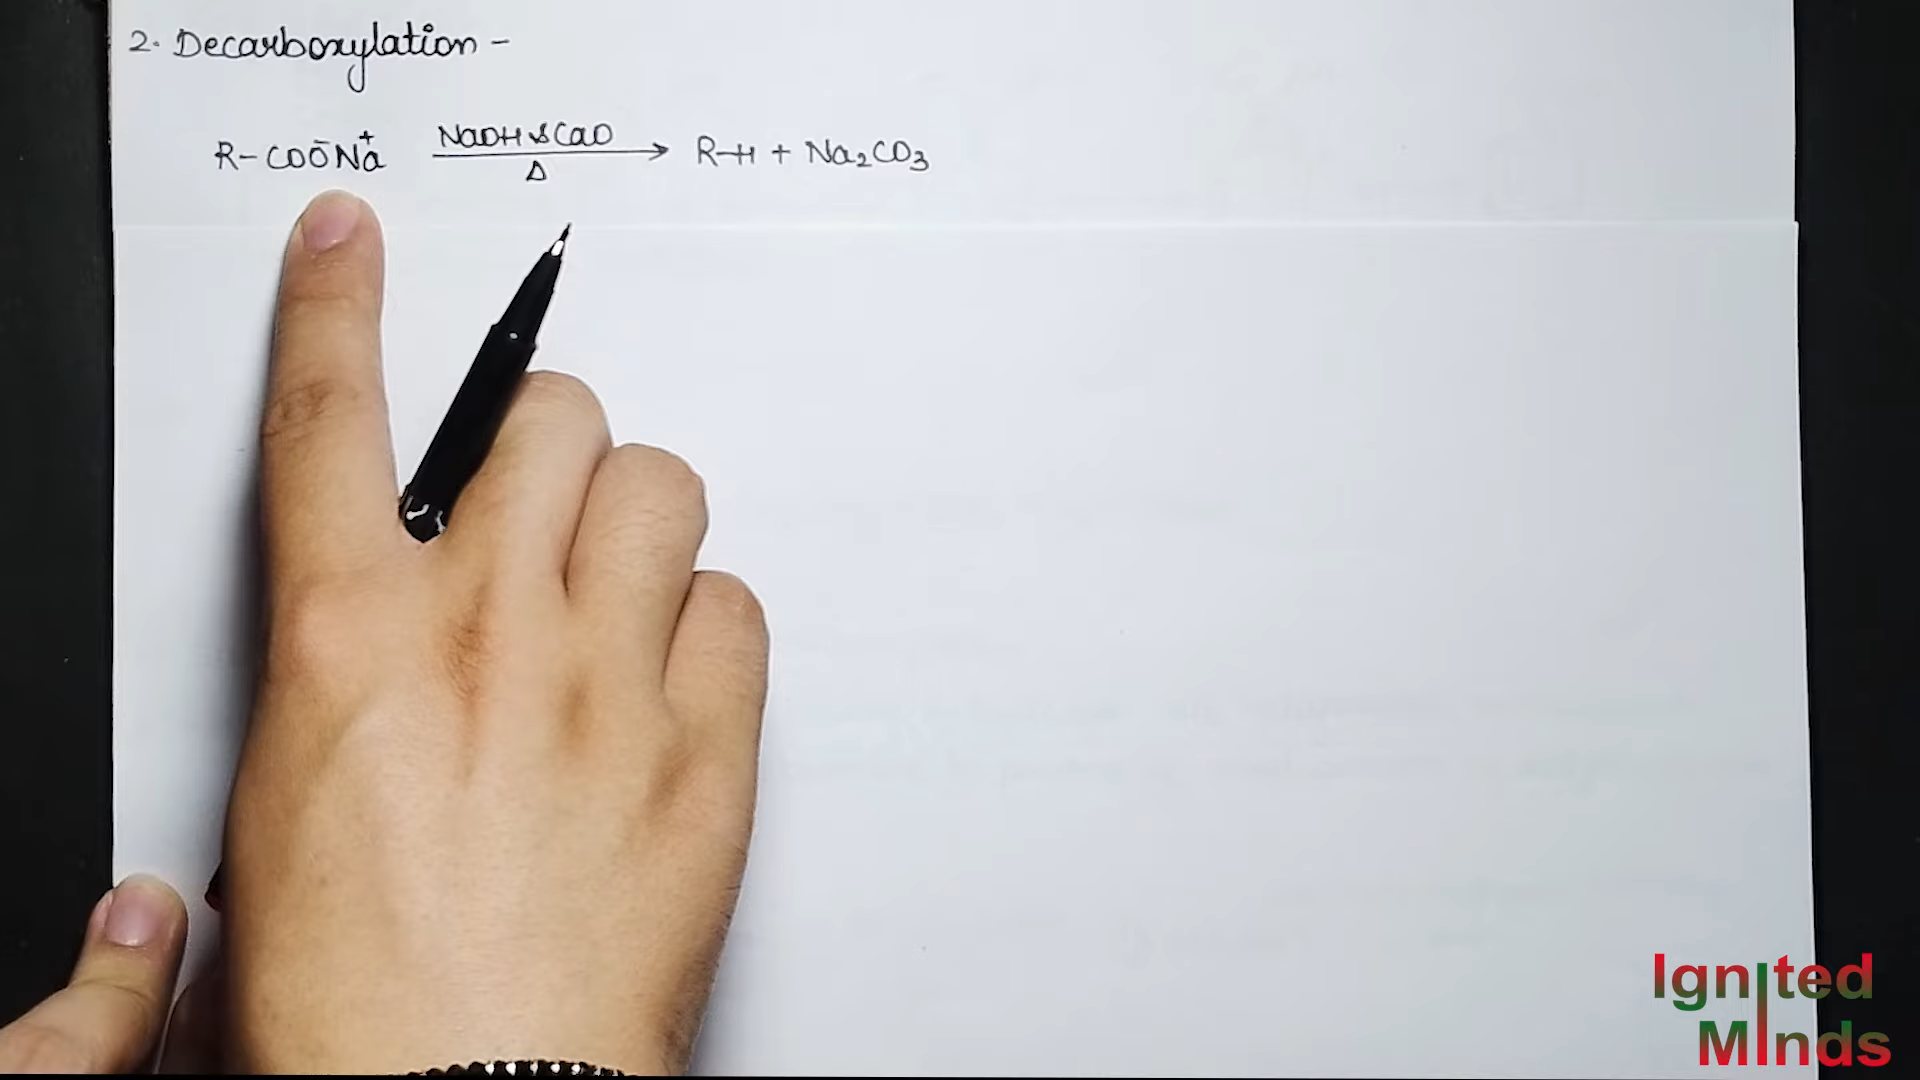 2. Decarboxylation -
R-COO⁻Na⁺ NaOH & CaO → Δ R-H + Na₂CO₃
Ignited
Minds